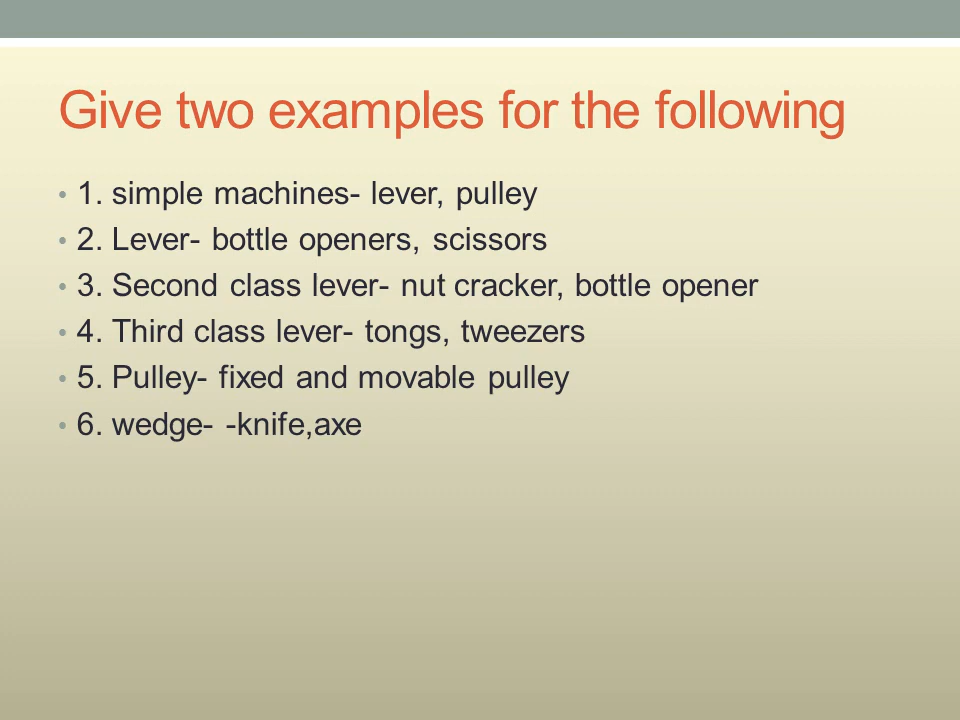 Give two examples for the following
• 1. simple machines- lever, pulley
• 2. Lever- bottle openers, scissors
• 3. Second class lever- nut cracker, bottle opener
• 4. Third class lever- tongs, tweezers
• 5. Pulley- fixed and movable pulley
• 6. wedge- -knife,axe